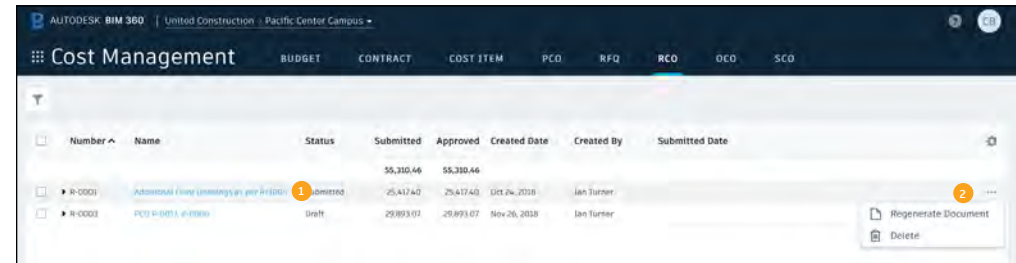 AUTODESK BIM 360 | United Construction - Pacific Center Campus
CB
Cost Management BUDGET CONTRACT COST ITEM PCO RFQ RCO OCO SCO
Number Name Status Submitted Approved Created Date Created By Submitted Date
55,310.46 55,310.46
R-0001 as per 1 Submitted 25,417.40 25,417.40 Oct 24, 2018 Ian Turner 2 ...
R-0003 PCO Draft 29,893.07 29,893.07 Nov 26, 2018 Ian Turner
Regenerate Document
Delete